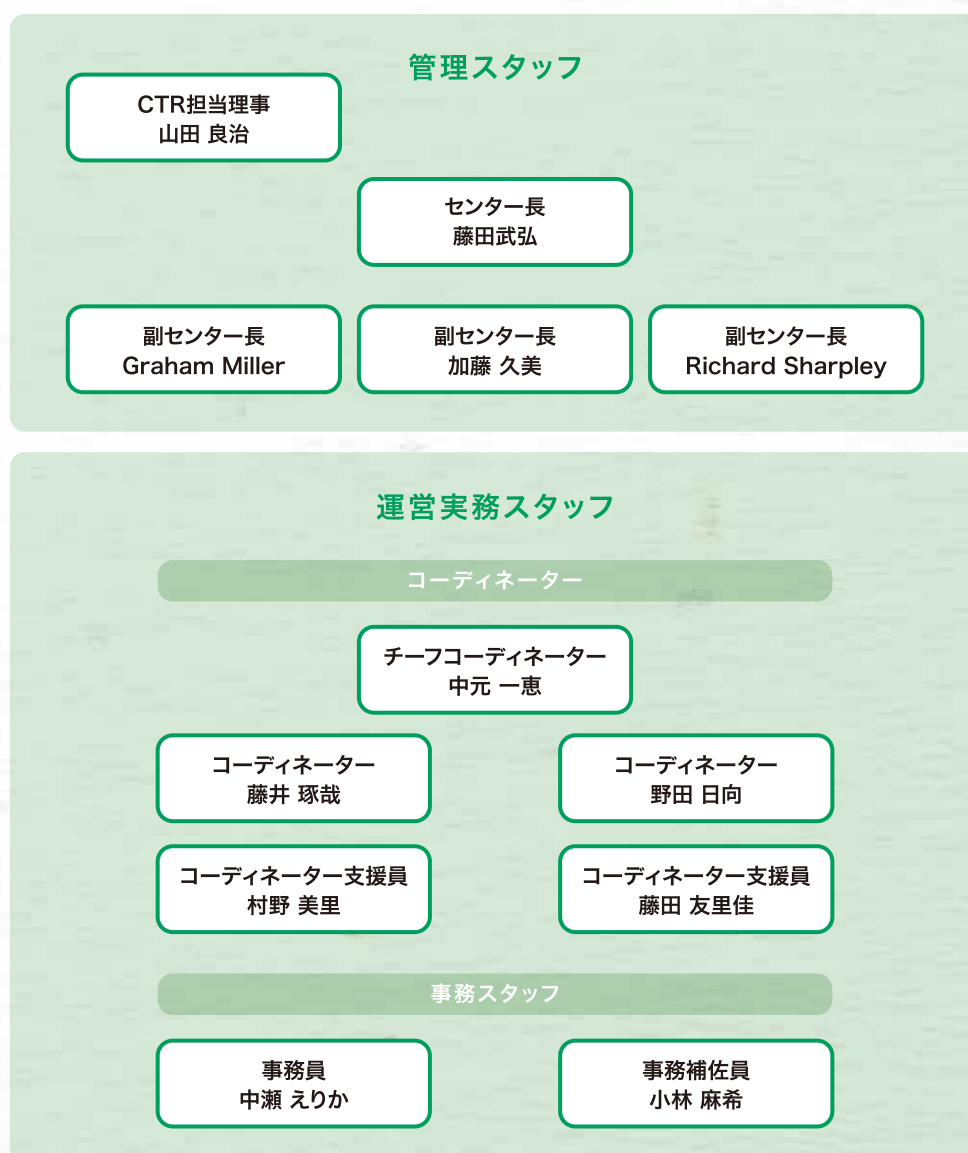 管理スタッフ
CTR担当理事
山田 良治
センター長
藤田武弘
副センター長
Graham Miller
副センター長
加藤 久美
副センター長
Richard Sharpley
運営実務スタッフ
コーディネーター
チーフコーディネーター
中元 一恵
コーディネーター
藤井 琢哉
コーディネーター
野田 日向
コーディネーター支援員
村野 美里
コーディネーター支援員
藤田 友里佳
事務スタッフ
事務員
中瀬 えりか
事務補佐員
小林 麻希